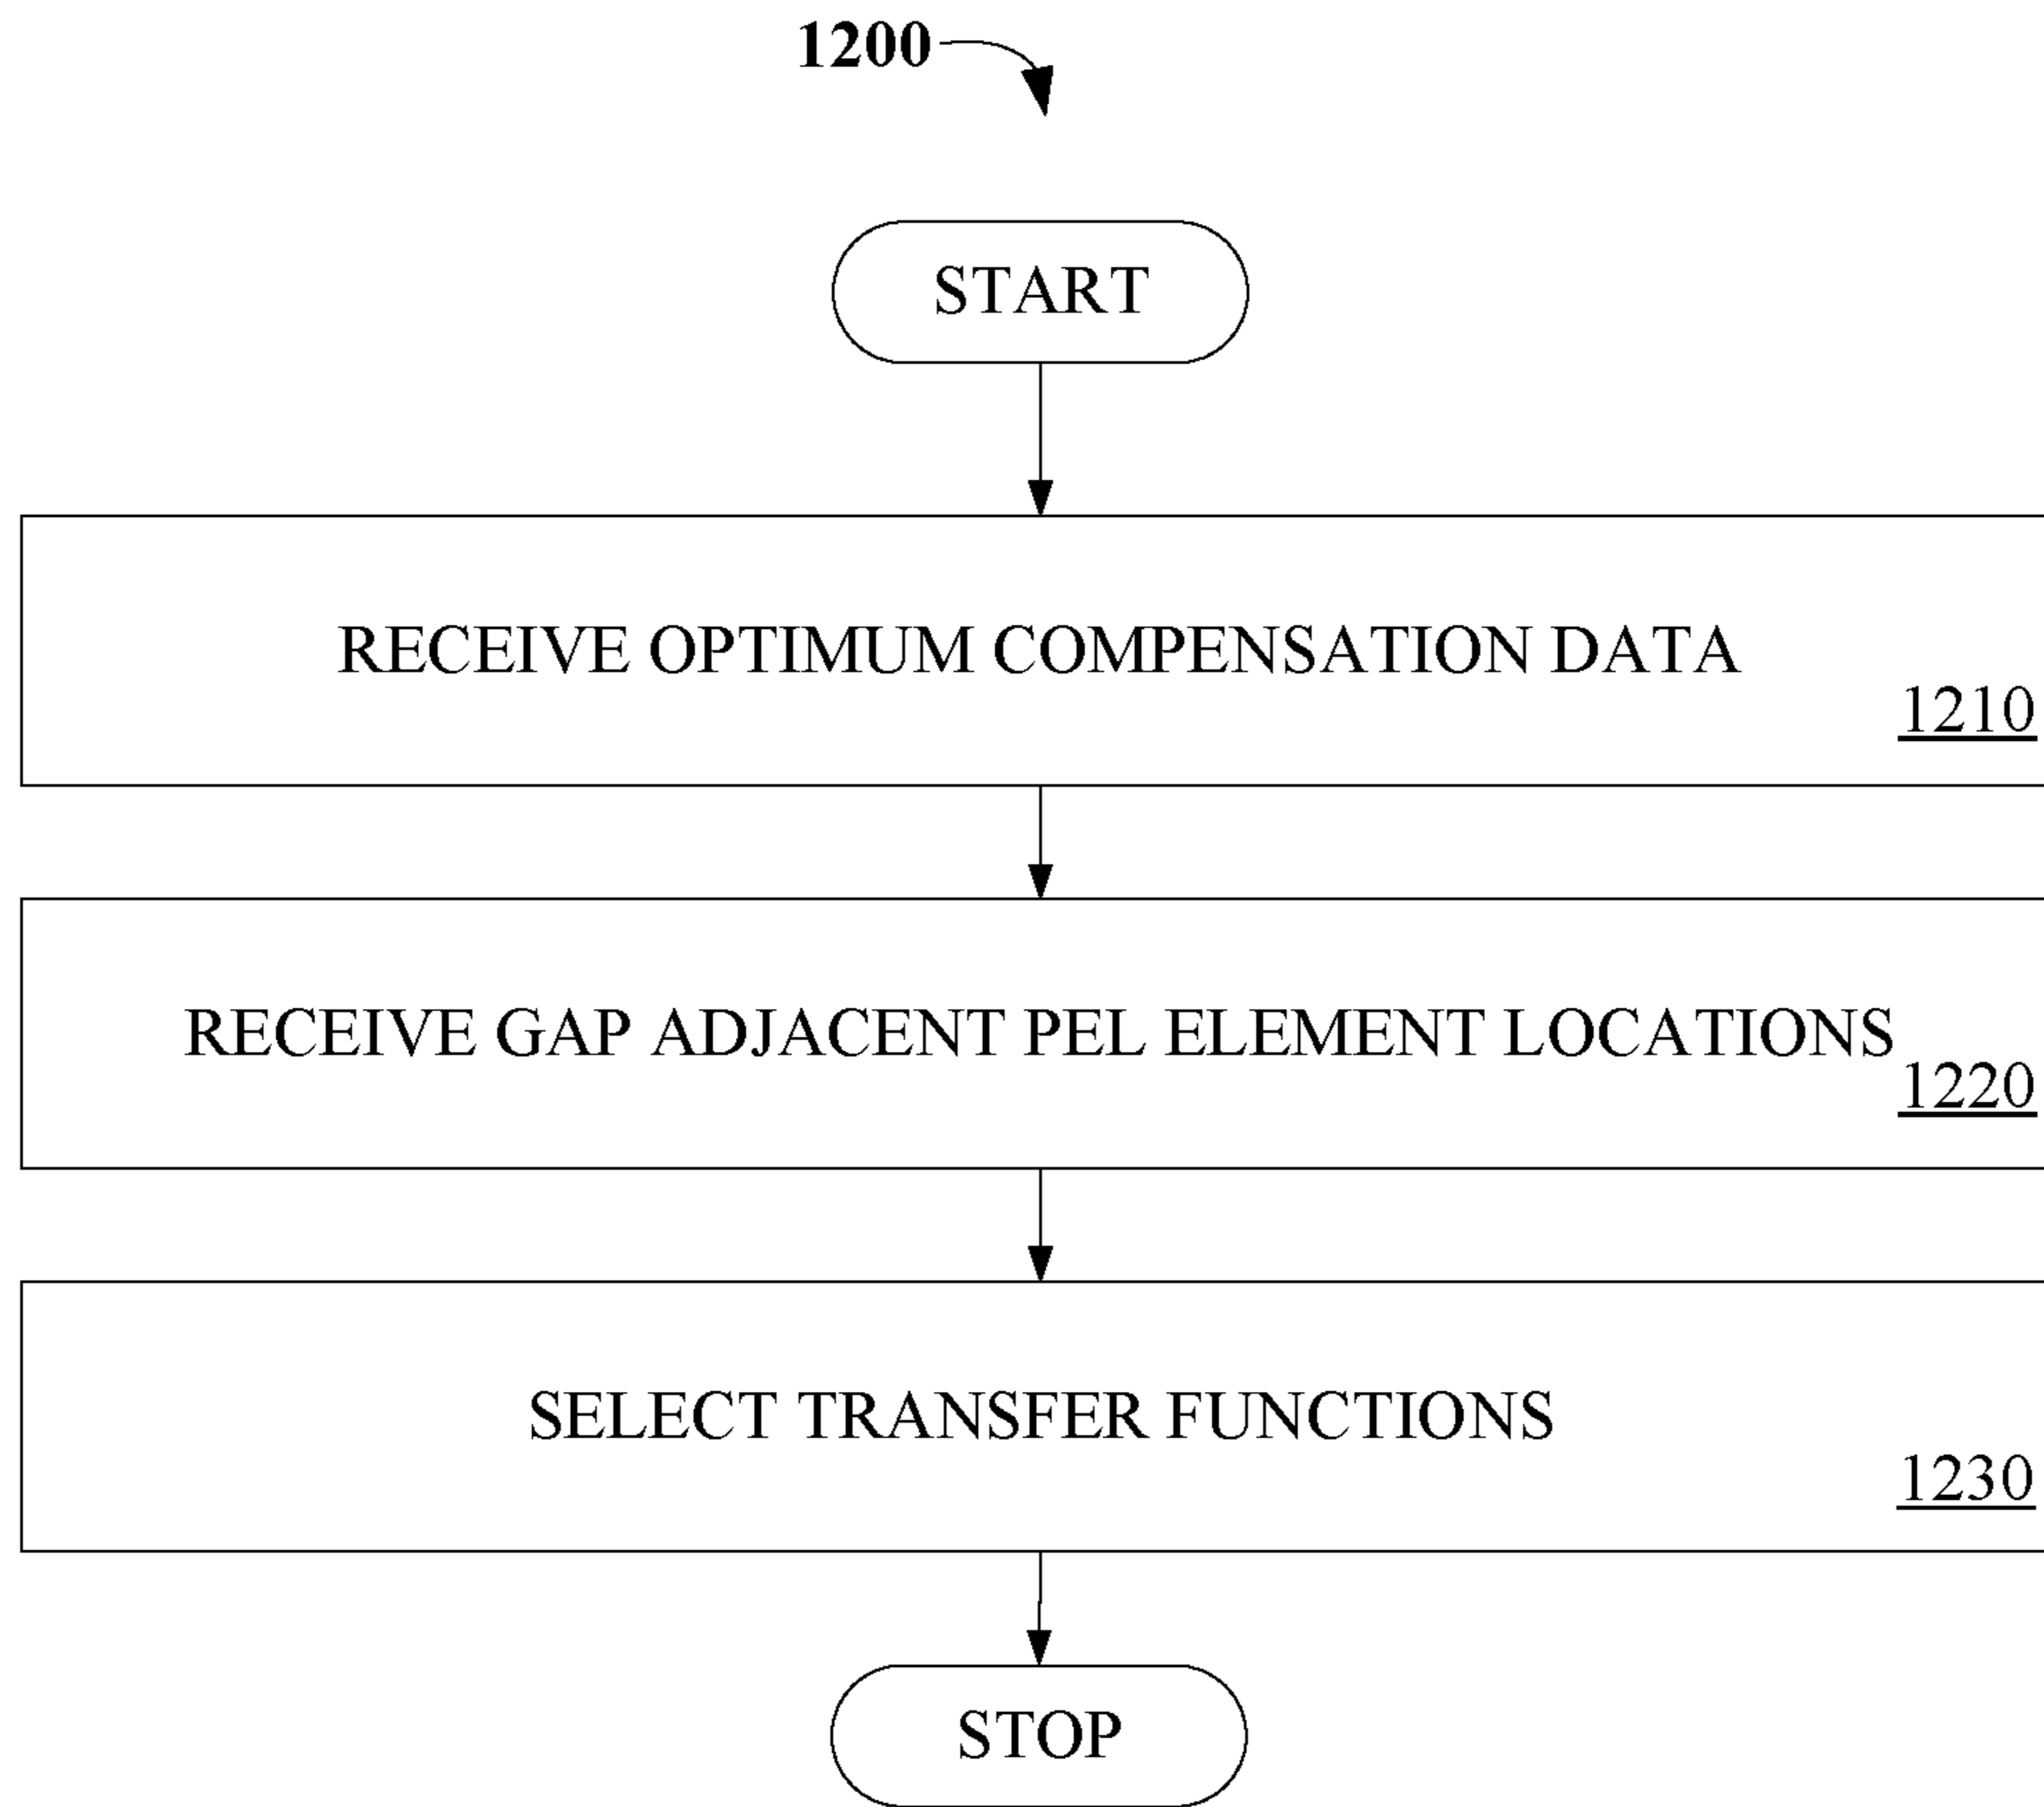 1200
START
RECEIVE OPTIMUM COMPENSATION DATA
1210
RECEIVE GAP ADJACENT PEL ELEMENT LOCATIONS
1220
SELECT TRANSFER FUNCTIONS
1230
STOP